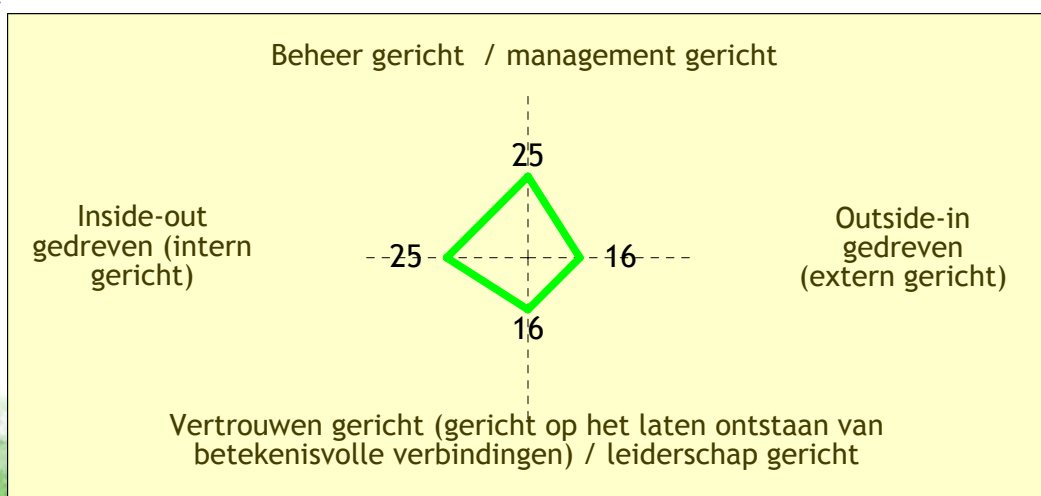 Beheer gericht / management gericht
25
Inside-out
gedreven (intern
gericht)
25
16
Outside-in
gedreven
(extern gericht)
16
Vertrouwen gericht (gericht op het laten ontstaan van
betekenisvolle verbindingen) / leiderschap gericht